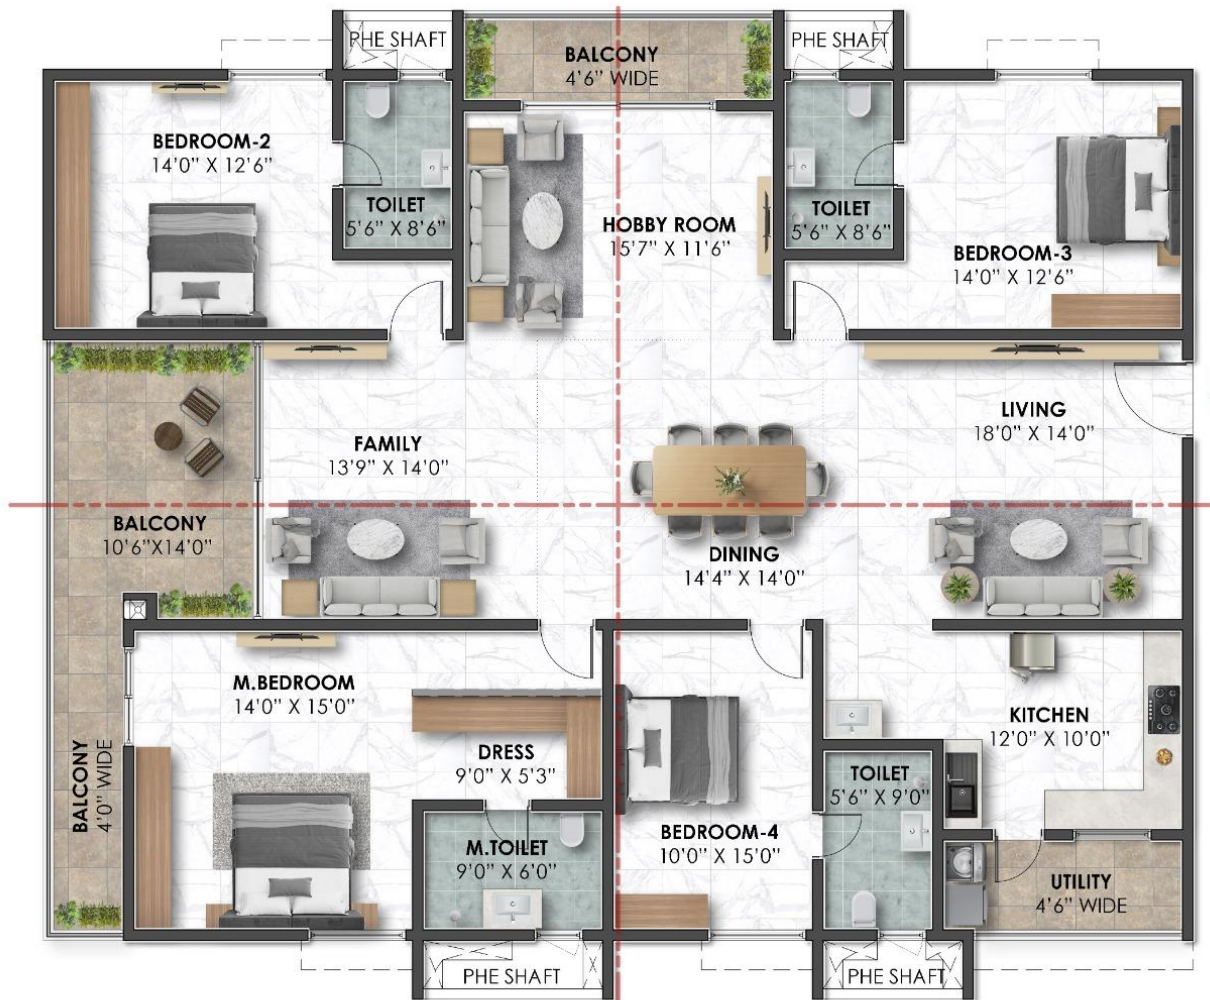 PHE SHAFT
BALCONY
4'6" WIDE
PHE SHAFT
BEDROOM-2
14'0" X 12'6"
TOILET
5'6" X 8'6"
HOBBY ROOM
15'7" X 11'6"
TOILET
5'6" X 8'6"
BEDROOM-3
14'0" X 12'6"
FAMILY
13'9" X 14'0"
LIVING
18'0" X 14'0"
BALCONY
10'6"X14'0"
DINING
14'4" X 14'0"
M.BEDROOM
14'0" X 15'0"
DRESS
9'0" X 5'3"
KITCHEN
12'0" X 10'0"
BALCONY
4'0" WIDE
TOILET
5'6" X 9'0"
M.TOILET
9'0" X 6'0"
BEDROOM-4
10'0" X 15'0"
UTILITY
4'6" WIDE
PHE SHAFT
PHE SHAFT